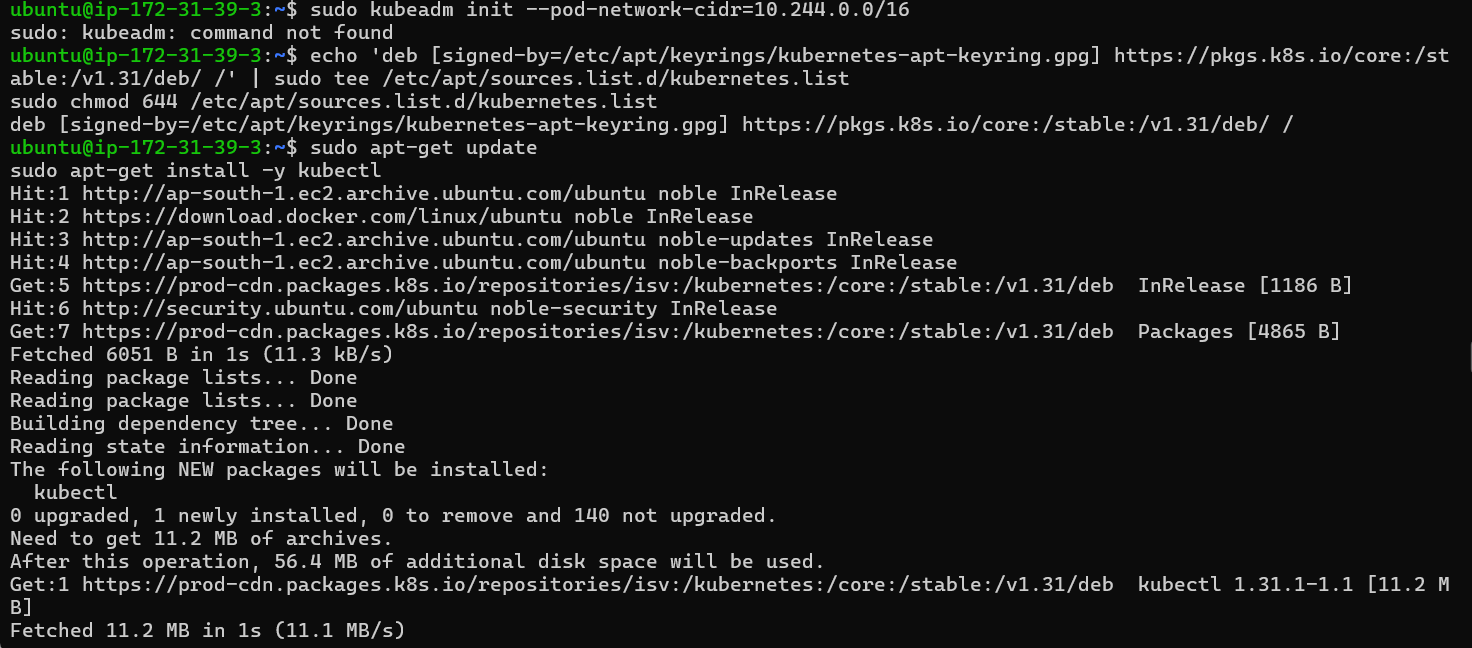 ubuntu@ip-172-31-39-3:~$ sudo kubeadm init --pod-network-cidr=10.244.0.0/16
sudo: kubeadm: command not found
ubuntu@ip-172-31-39-3:~$ echo 'deb [signed-by=/etc/apt/keyrings/kubernetes-apt-keyring.gpg] https://pkgs.k8s.io/core:/st
able:/v1.31/deb/ /' | sudo tee /etc/apt/sources.list.d/kubernetes.list
sudo chmod 644 /etc/apt/sources.list.d/kubernetes.list
deb [signed-by=/etc/apt/keyrings/kubernetes-apt-keyring.gpg] https://pkgs.k8s.io/core:/stable:/v1.31/deb/ /
ubuntu@ip-172-31-39-3:~$ sudo apt-get update
sudo apt-get install -y kubectl
Hit:1 http://ap-south-1.ec2.archive.ubuntu.com/ubuntu noble InRelease
Hit:2 https://download.docker.com/linux/ubuntu noble InRelease
Hit:3 http://ap-south-1.ec2.archive.ubuntu.com/ubuntu noble-updates InRelease
Hit:4 http://ap-south-1.ec2.archive.ubuntu.com/ubuntu noble-backports InRelease
Get:5 https://prod-cdn.packages.k8s.io/repositories/isv:/kubernetes:/core:/stable:/v1.31/deb  InRelease [1186 B]
Hit:6 http://security.ubuntu.com/ubuntu noble-security InRelease
Get:7 https://prod-cdn.packages.k8s.io/repositories/isv:/kubernetes:/core:/stable:/v1.31/deb  Packages [4865 B]
Fetched 6051 B in 1s (11.3 kB/s)
Reading package lists... Done
Reading package lists... Done
Building dependency tree... Done
Reading state information... Done
The following NEW packages will be installed:
  kubectl
0 upgraded, 1 newly installed, 0 to remove and 140 not upgraded.
Need to get 11.2 MB of archives.
After this operation, 56.4 MB of additional disk space will be used.
Get:1 https://prod-cdn.packages.k8s.io/repositories/isv:/kubernetes:/core:/stable:/v1.31/deb  kubectl 1.31.1-1.1 [11.2 M
B]
Fetched 11.2 MB in 1s (11.1 MB/s)